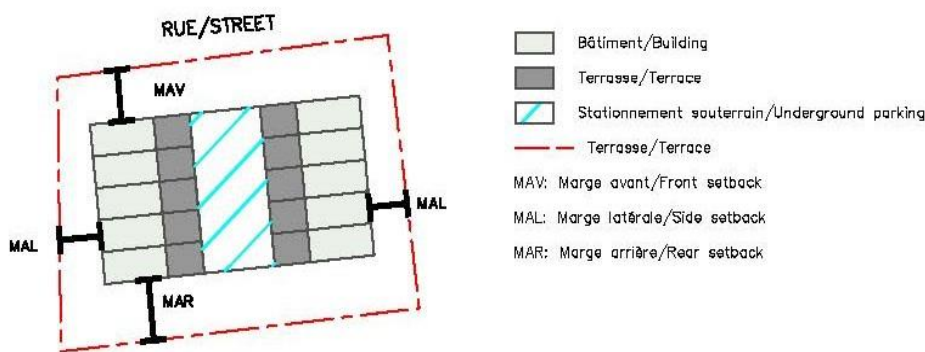 RUE/STREET
MAV
MAL
MAL
MAR
Bâtiment/Building
Terrasse/Terrace
Stationnement souterrain/Underground parking
Terrasse/Terrace
MAV: Marge avant/Front setback
MAL: Marge latérale/Side setback
MAR: Marge arrière/Rear setback